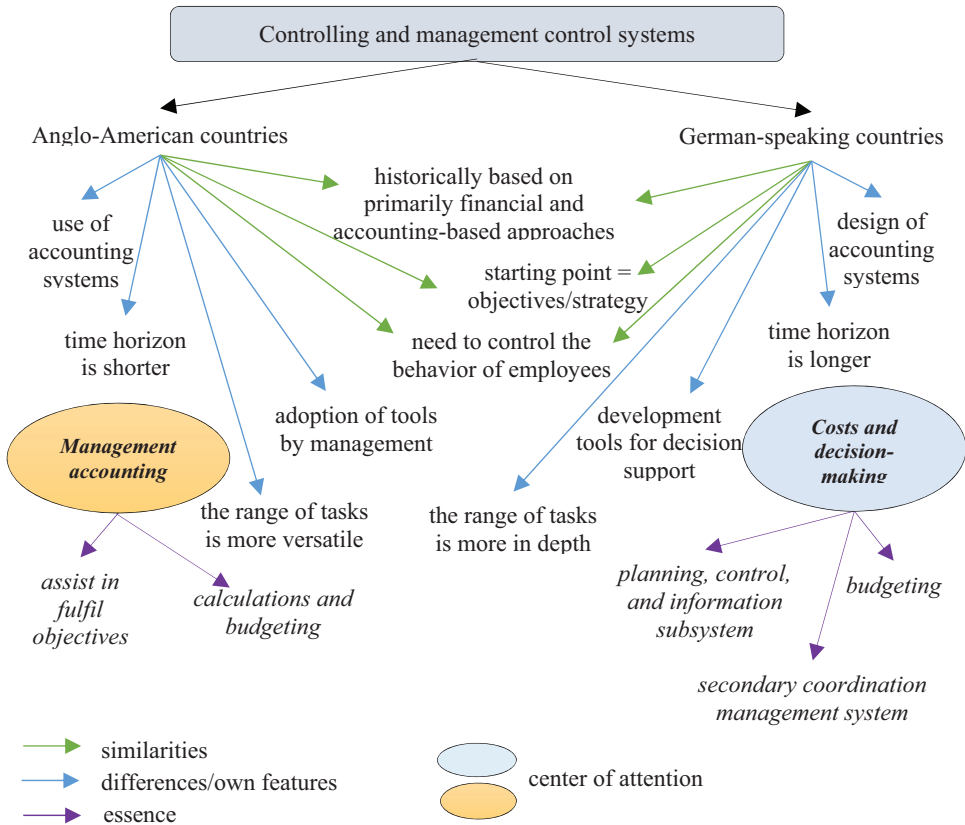 Controlling and management control systems
Anglo-American countries
German-speaking countries
historically based on
primarily financial and
accounting-based approaches
use of
accounting
systems
design of
accounting
systems
starting point =
objectives/strategy
time horizon
is shorter
need to control the
behavior of employees
time horizon
is longer
adoption of tools
by management
development
tools for decision
support
Management
accounting
Costs and
decision-
making
the range of tasks
is more versatile
the range of tasks
is more in depth
assist in
fulfil
objectives
calculations and
budgeting
planning, control,
and information
subsystem
budgeting
secondary coordination
management system
similarities
differences/own features
essence
center of attention